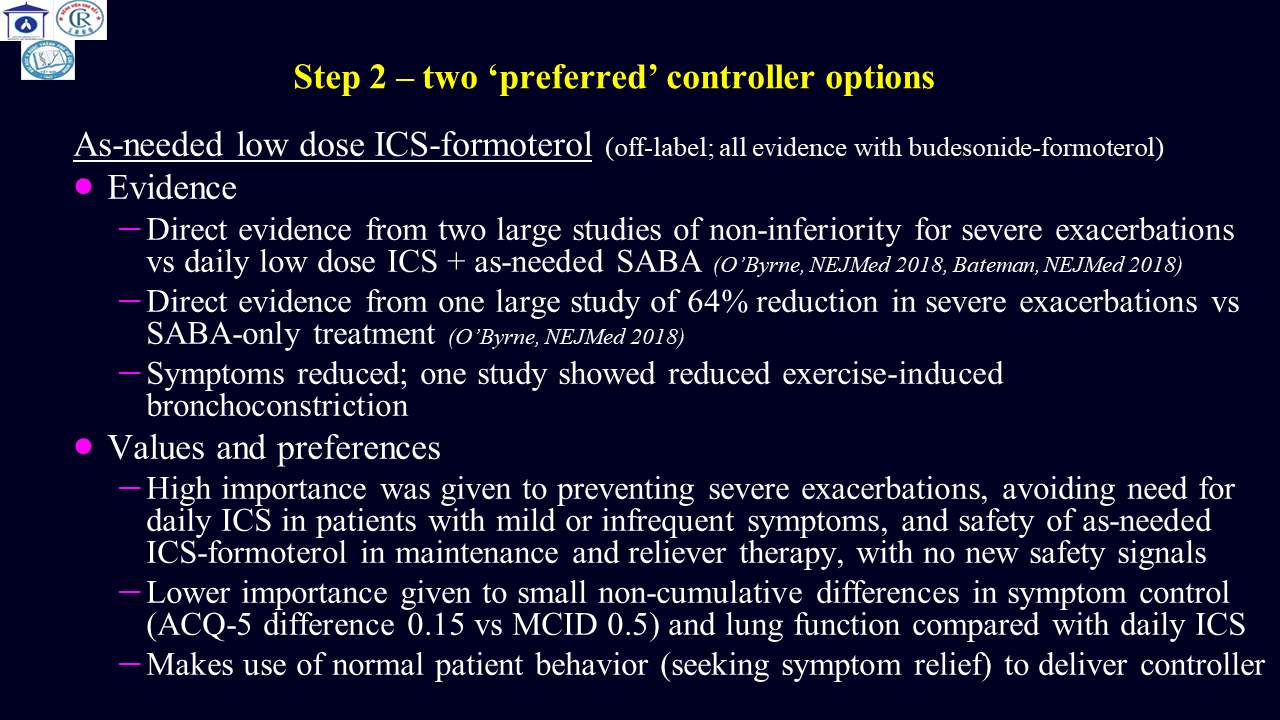 Step 2 – two ‘preferred’ controller options
As-needed low dose ICS-formoterol (off-label; all evidence with budesonide-formoterol)
● Evidence
– Direct evidence from two large studies of non-inferiority for severe exacerbations
vs daily low dose ICS + as-needed SABA (O’Byrne, NEJMed 2018, Bateman, NEJMed 2018)
– Direct evidence from one large study of 64% reduction in severe exacerbations vs
SABA-only treatment (O’Byrne, NEJMed 2018)
– Symptoms reduced; one study showed reduced exercise-induced
bronchoconstriction
● Values and preferences
– High importance was given to preventing severe exacerbations, avoiding need for
daily ICS in patients with mild or infrequent symptoms, and safety of as-needed
ICS-formoterol in maintenance and reliever therapy, with no new safety signals
– Lower importance given to small non-cumulative differences in symptom control
(ACQ-5 difference 0.15 vs MCID 0.5) and lung function compared with daily ICS
– Makes use of normal patient behavior (seeking symptom relief) to deliver controller